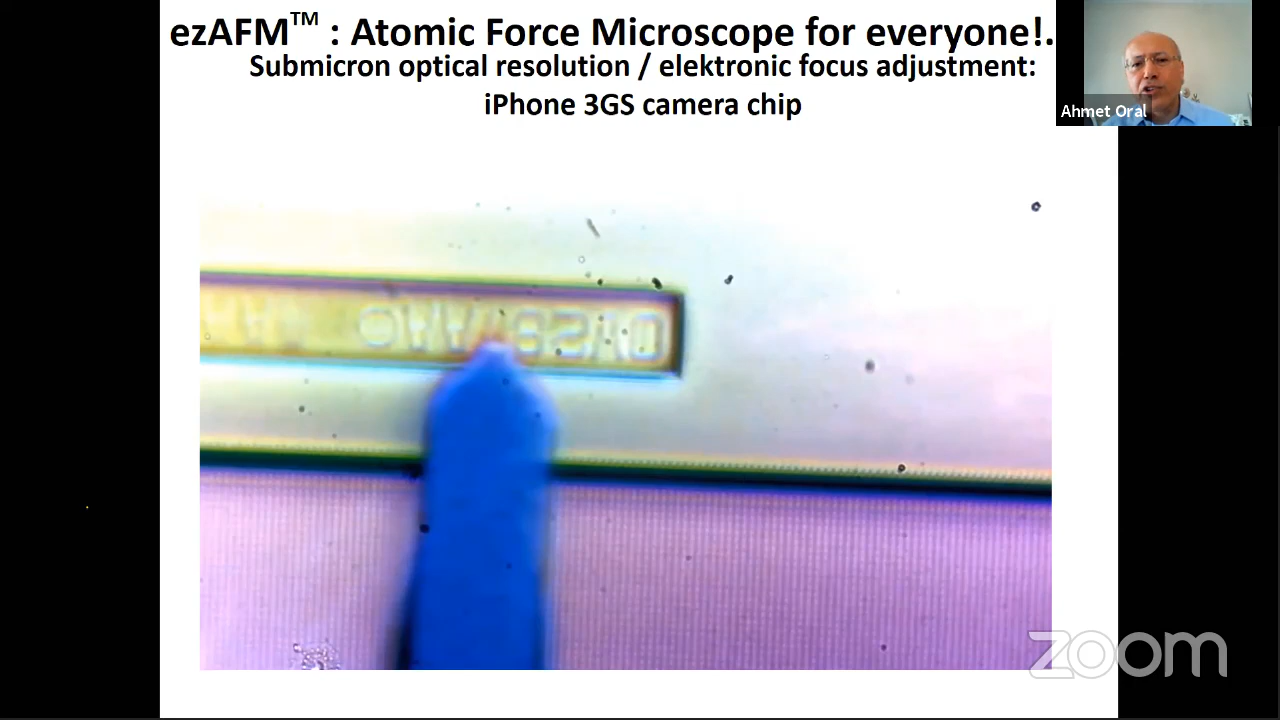 ezAFM™ : Atomic Force Microscope for everyone!.
Submicron optical resolution / elektronic focus adjustment:
iPhone 3GS camera chip
Ahmet Oral
zoom